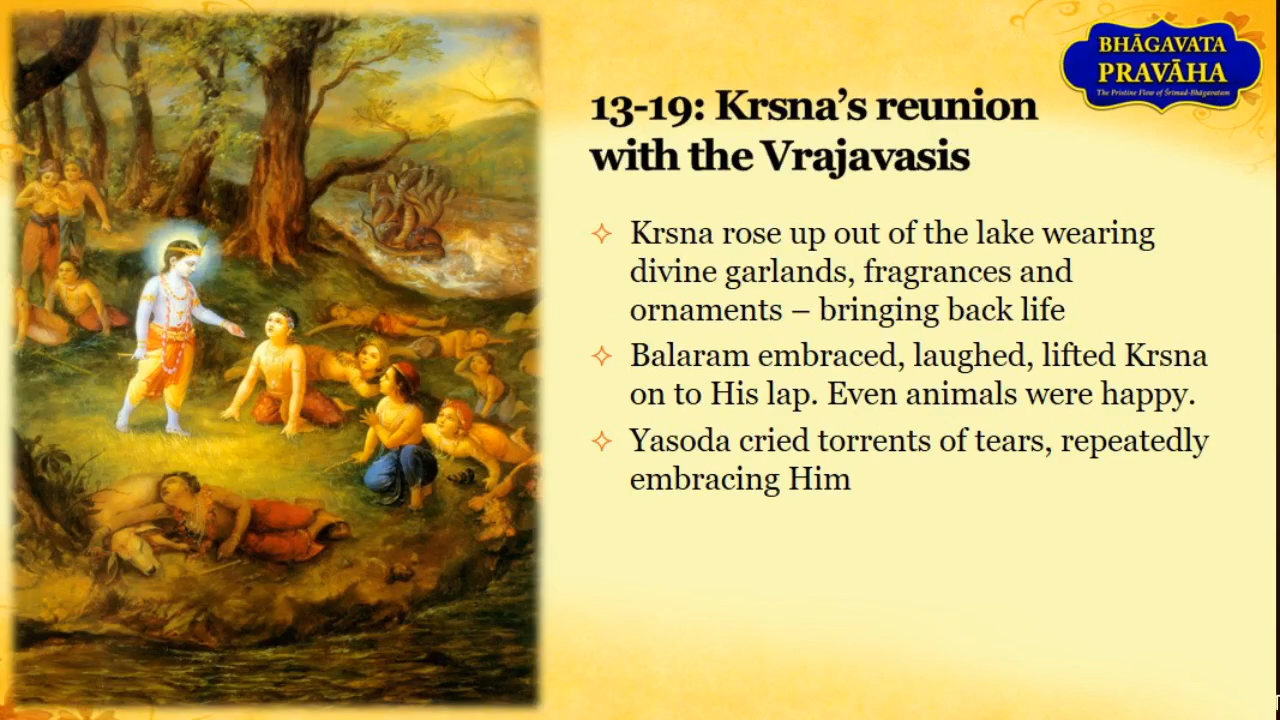 BHĀGAVATA
PRAVĀHA
The Pristine Flow of Śrīmad-Bhāgavatam
13-19: Krsna’s reunion
with the Vrajavasis
Krsna rose up out of the lake wearing
divine garlands, fragrances and
ornaments – bringing back life
Balaram embraced, laughed, lifted Krsna
on to His lap. Even animals were happy.
Yasoda cried torrents of tears, repeatedly
embracing Him